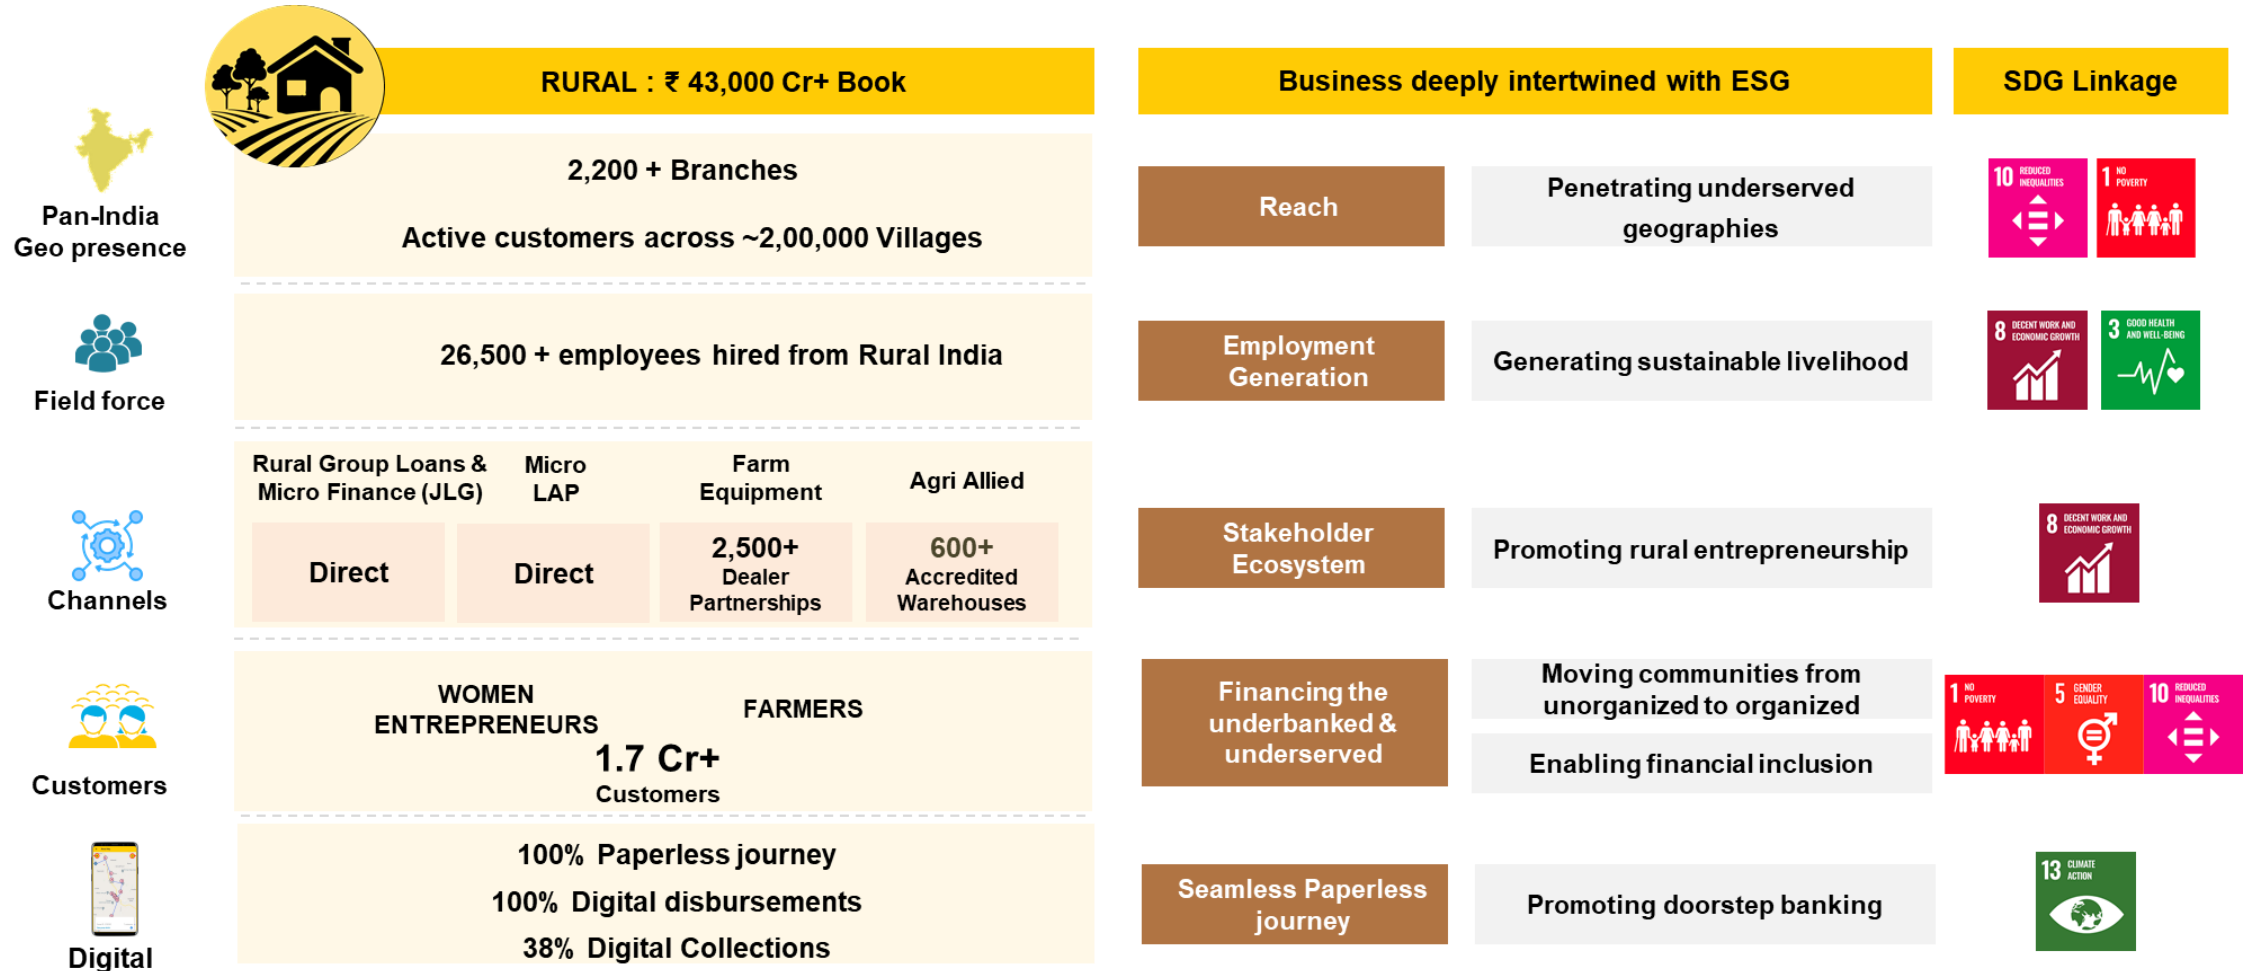 RURAL : ₹ 43,000 Cr+ Book
Business deeply intertwined with ESG
SDG Linkage
Pan-India
Geo presence
2,200 + Branches
Active customers across ~2,00,000 Villages
Reach
Penetrating underserved
geographies
10 REDUCED
INEQUALITIES
1 NO
POVERTY
Field force
26,500 + employees hired from Rural India
Employment
Generation
Generating sustainable livelihood
8 DECENT WORK AND
ECONOMIC GROWTH
3 GOOD HEALTH
AND WELL-BEING
Channels
Rural Group Loans &
Micro Finance (JLG)
Direct
Micro
LAP
Direct
Farm
Equipment
2,500+
Dealer
Partnerships
Agri Allied
600+
Accredited
Warehouses
Stakeholder
Ecosystem
Promoting rural entrepreneurship
8 DECENT WORK AND
ECONOMIC GROWTH
Customers
WOMEN
ENTREPRENEURS
FARMERS
1.7 Cr+
Customers
Financing the
underbanked &
underserved
Moving communities from
unorganized to organized
Enabling financial inclusion
1 NO
POVERTY
5 GENDER
EQUALITY
10 REDUCED
INEQUALITIES
Digital
100% Paperless journey
100% Digital disbursements
38% Digital Collections
Seamless Paperless
journey
Promoting doorstep banking
13 CLIMATE
ACTION